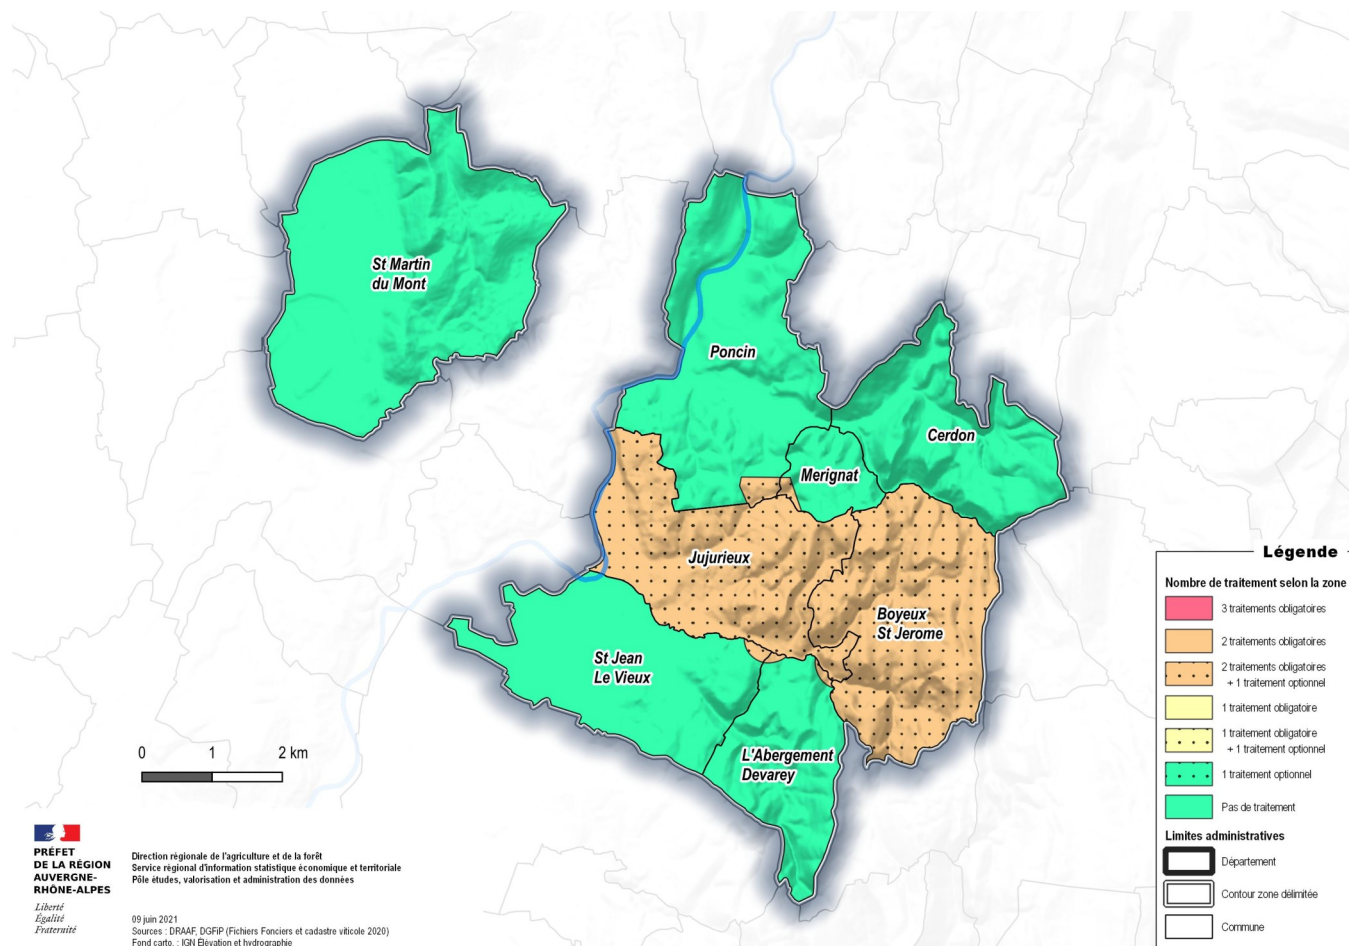 St Martin
du Mont
Poncin
Cerdon
Merignat
Jujurieux
Boyeux
St Jerome
St Jean
Le Vieux
L'Abergement
Devarey
0 1 2 km
Légende
Nombre de traitement selon la zone
3 traitements obligatoires
2 traitements obligatoires
2 traitements obligatoires
+ 1 traitement optionnel
1 traitement obligatoire
1 traitement obligatoire
+ 1 traitement optionnel
1 traitement optionnel
Pas de traitement
Limites administratives
Département
Contour zone délimitée
Commune
PRÉFET
DE LA RÉGION
AUVERGNE-
RHÔNE-ALPES
Liberté
Égalité
Fraternité
Direction régionale de l'agriculture et de la forêt
Service régional d'information statistique économique et territoriale
Pôle études, valorisation et administration des données
09 juin 2021
Sources : DRAAF, DGFiP (Fichiers Fonciers et cadastre viticole 2020)
Fond carto. : IGN Élévation et hydrographie